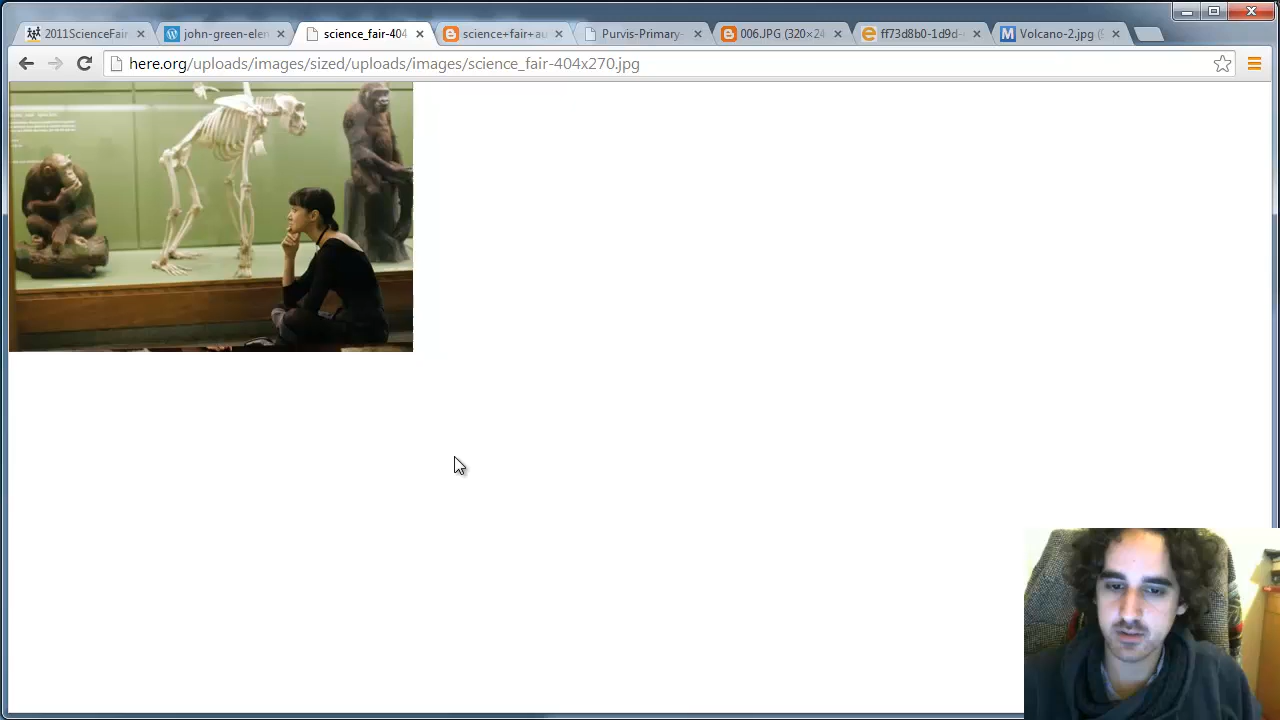 2011ScienceFair
john-green-elen
science_fair-404
science+fair+au
Purvis-Primary-
006.JPG (320×24
ff73d8b0-1d9d-
Volcano-2.jpg (9
here.org/uploads/images/sized/uploads/images/science_fair-404x270.jpg